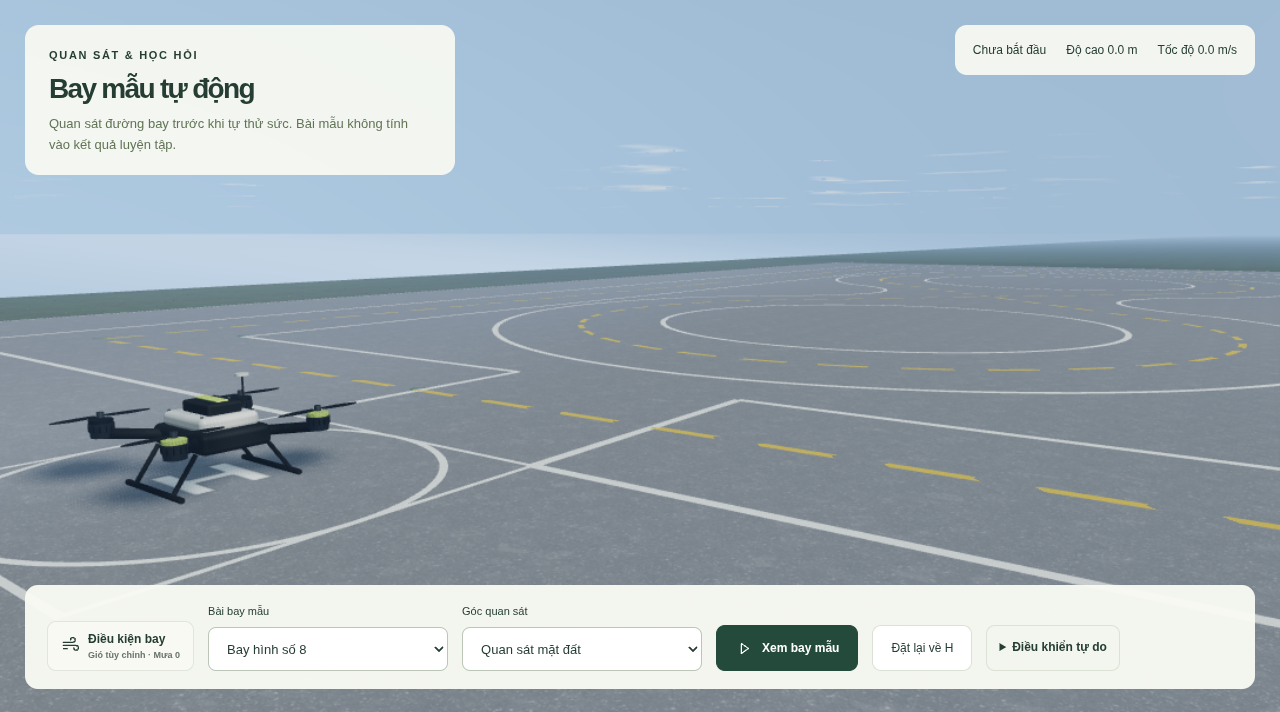 QUAN SÁT & HỌC HỎI
Bay mẫu tự động
Quan sát đường bay trước khi tự thử sức. Bài mẫu không tính
vào kết quả luyện tập.
Chưa bắt đầu Độ cao 0.0 m Tốc độ 0.0 m/s
H
Điều kiện bay
Gió tùy chỉnh · Mưa 0
Bài bay mẫu
Bay hình số 8
Góc quan sát
Quan sát mặt đất
Xem bay mẫu
Đặt lại về H
Điều khiển tự do